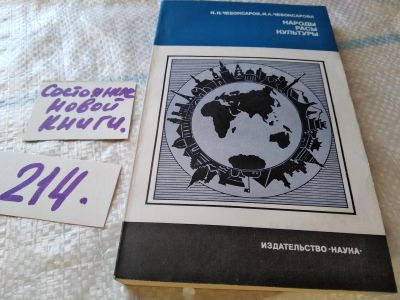 Н.Н.ЧЕБОКСАРОВ, И.А.ЧЕБОКСАРОВА
НАРОДЫ
РАСЫ
КУЛЬТУРЫ
Состояние
новой
книги.
214.
ИЗДАТЕЛЬСТВО «НАУКА»